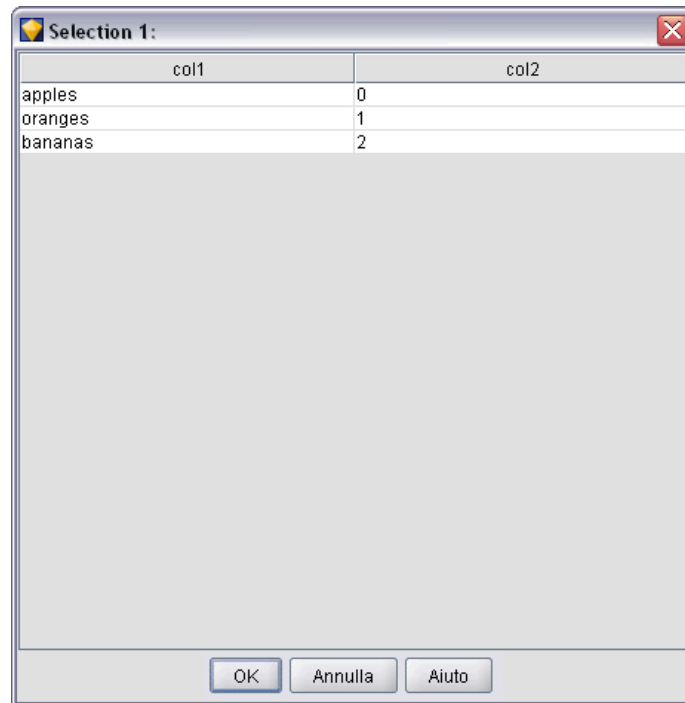 Selection 1:
col1 col2
apples 0
oranges 1
bananas 2
OK Annulla Aiuto